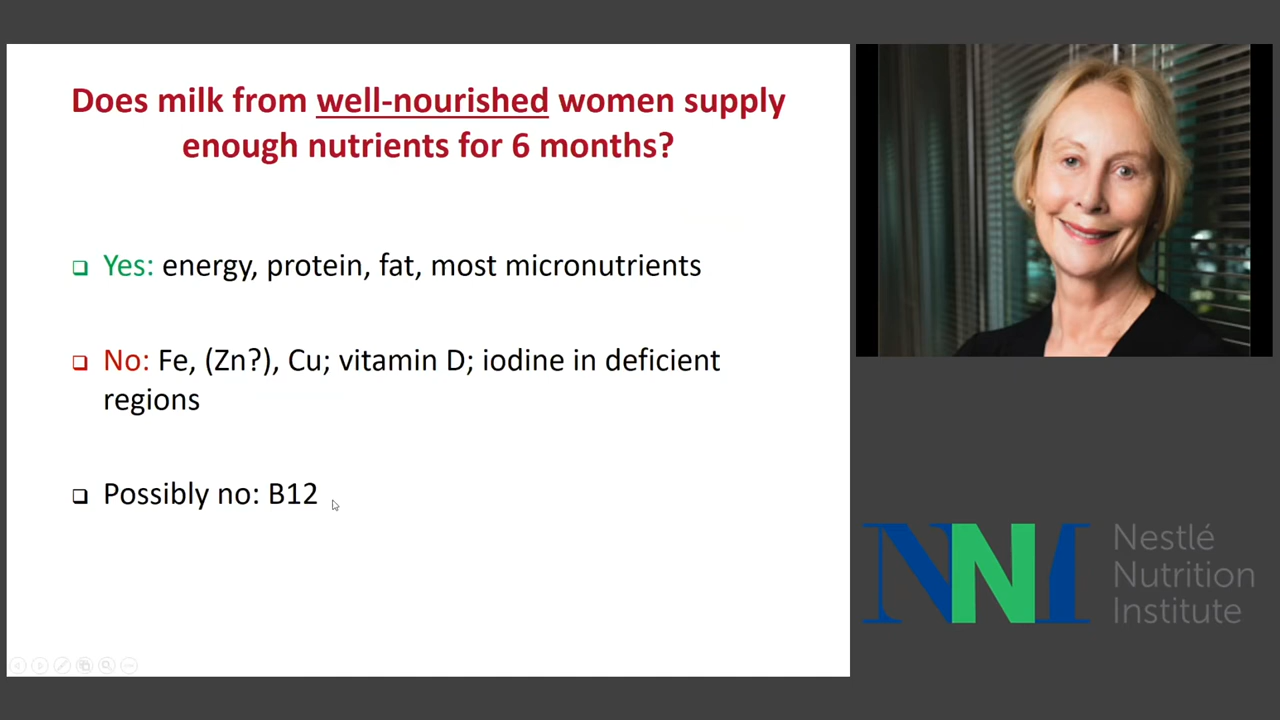 Does milk from well-nourished women supply
enough nutrients for 6 months?
Yes: energy, protein, fat, most micronutrients
No: Fe, (Zn?), Cu; vitamin D; iodine in deficient
regions
Possibly no: B12
NNI
Nestlé
Nutrition
Institute